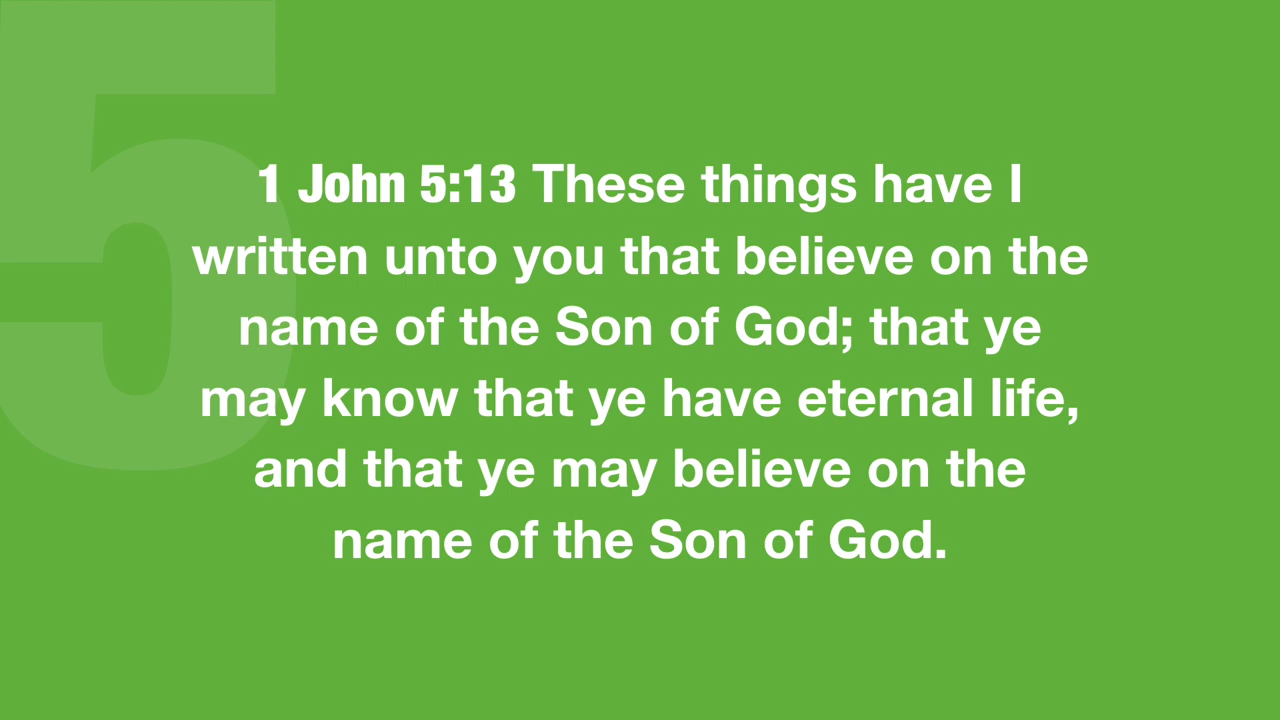 5
1 John 5:13 These things have I
written unto you that believe on the
name of the Son of God; that ye
may know that ye have eternal life,
and that ye may believe on the
name of the Son of God.